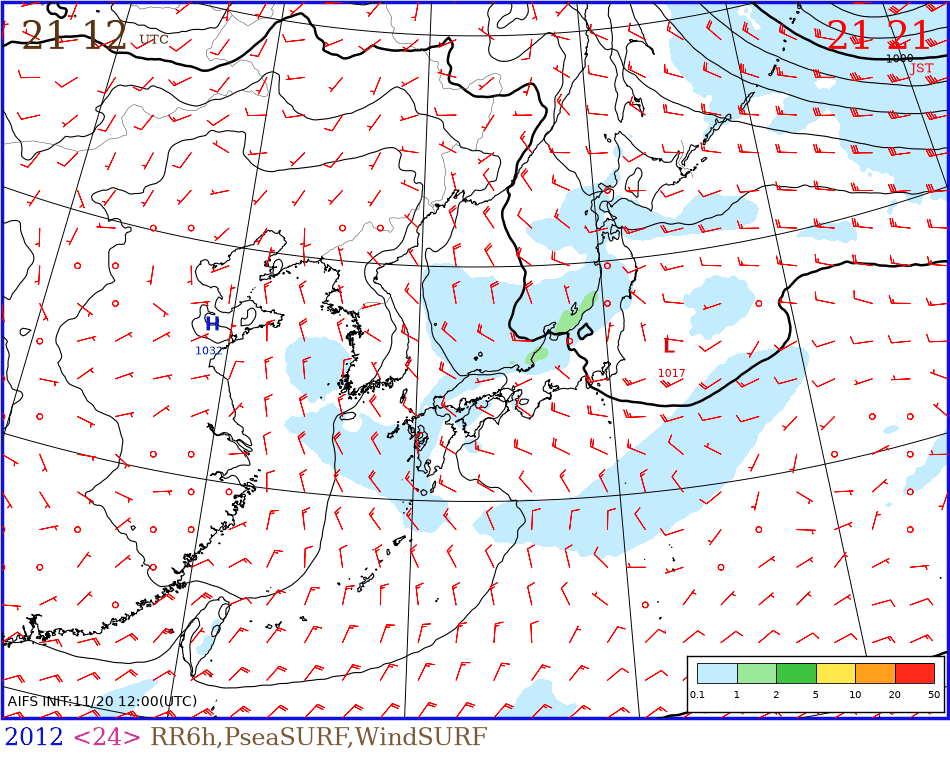 21 12 UTC 21 21 JST
1000
H
1032
L
1017
0.1 1 2 5 10 20 50
AIFS INIT:11/20 12:00(UTC)
2012 <24> RR6h,PseaSURF,WindSURF